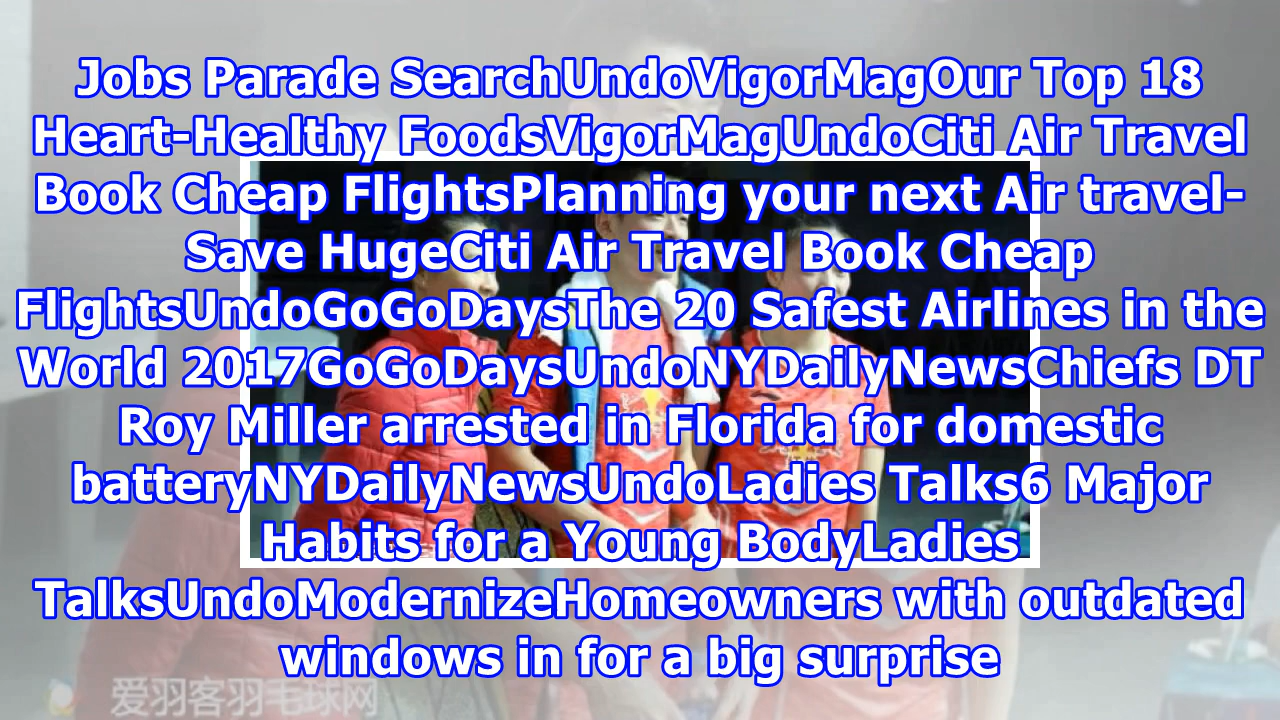 Jobs Parade SearchUndoVigorMagOur Top 18
Heart-Healthy FoodsVigorMagUndoCiti Air Travel
Book Cheap FlightsPlanning your next Air travel-
Save HugeCiti Air Travel Book Cheap
FlightsUndoGoGoDaysThe 20 Safest Airlines in the
World 2017GoGoDaysUndoNYDailyNewsChiefs DT
Roy Miller arrested in Florida for domestic
batteryNYDailyNewsUndoLadies Talks6 Major
Habits for a Young BodyLadies
TalksUndoModernizeHomeowners with outdated
windows in for a big surprise
爱羽客羽毛球网